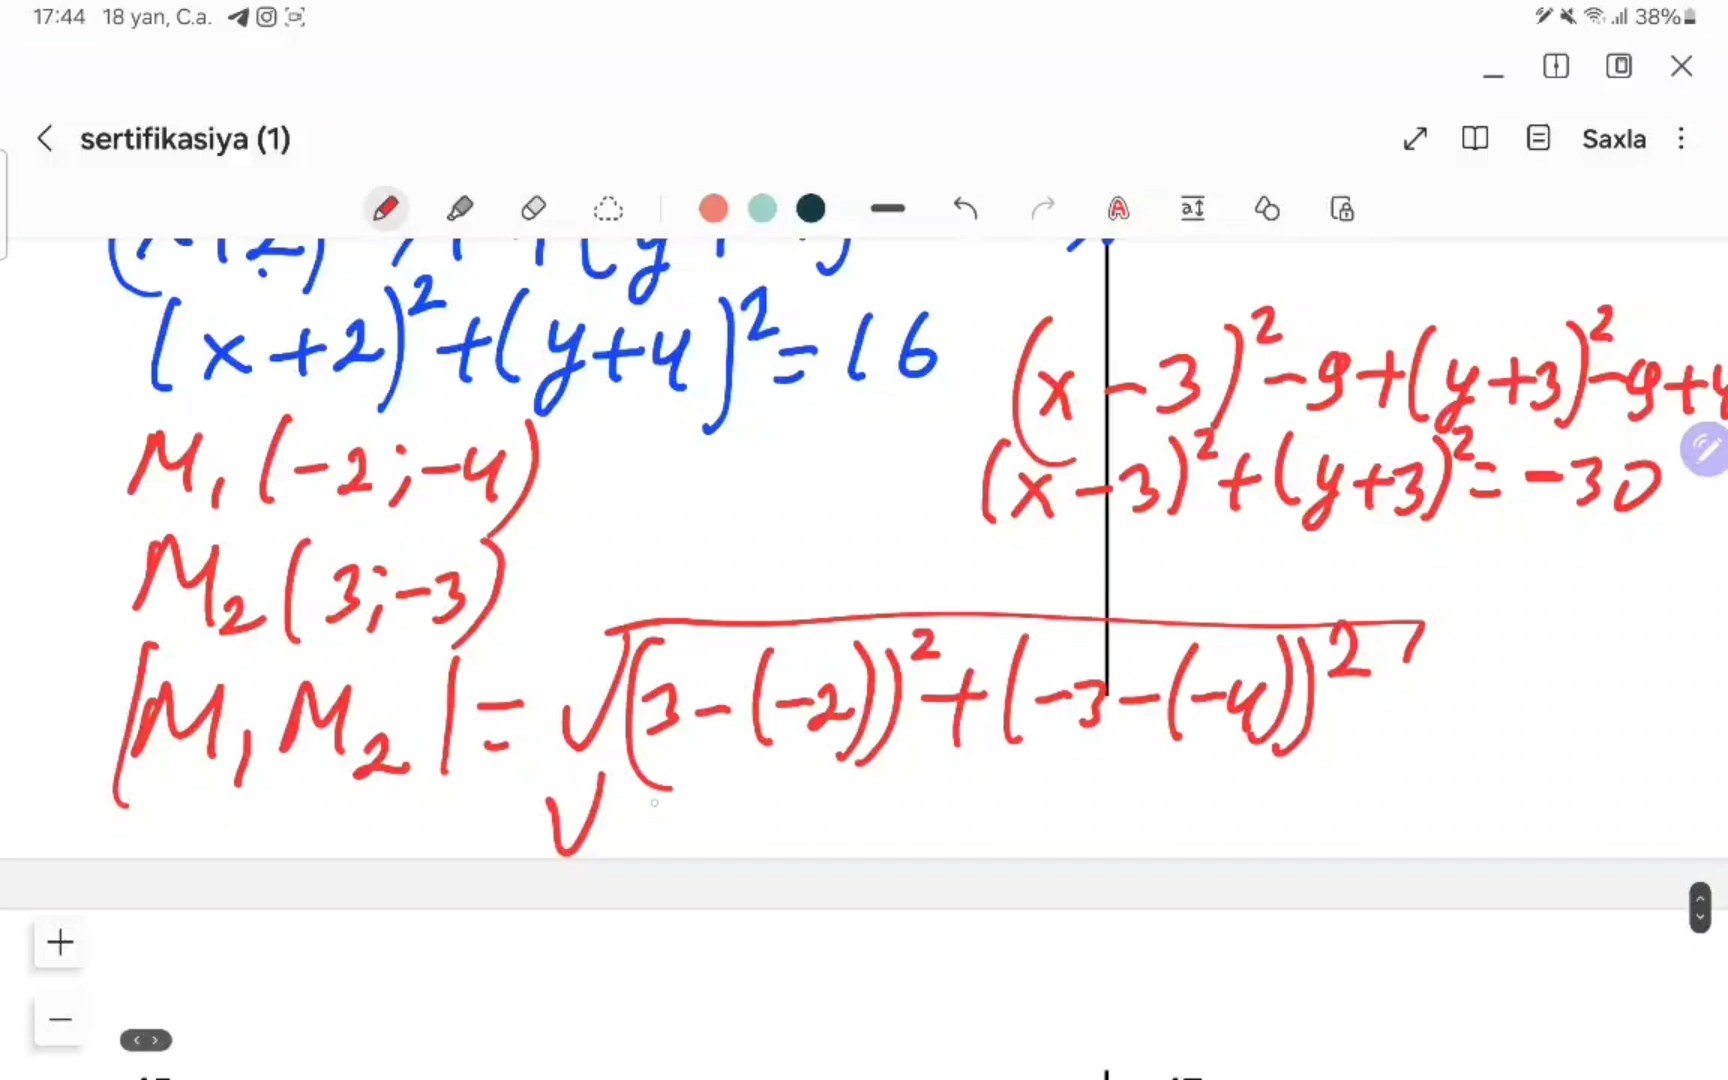 17:44 18 yan, C.a. 38%
sertifikasiya (1)
Saxla
(x+2)²+(y+4)²=16
(x-3)²-9+(y+3)²-9+4
(x-3)²+(y+3)²=-30
M₁(-2;-4)
M₂(3;-3)
|M₁M₂|=√(3-(-2))²+(-3-(-4))²
√